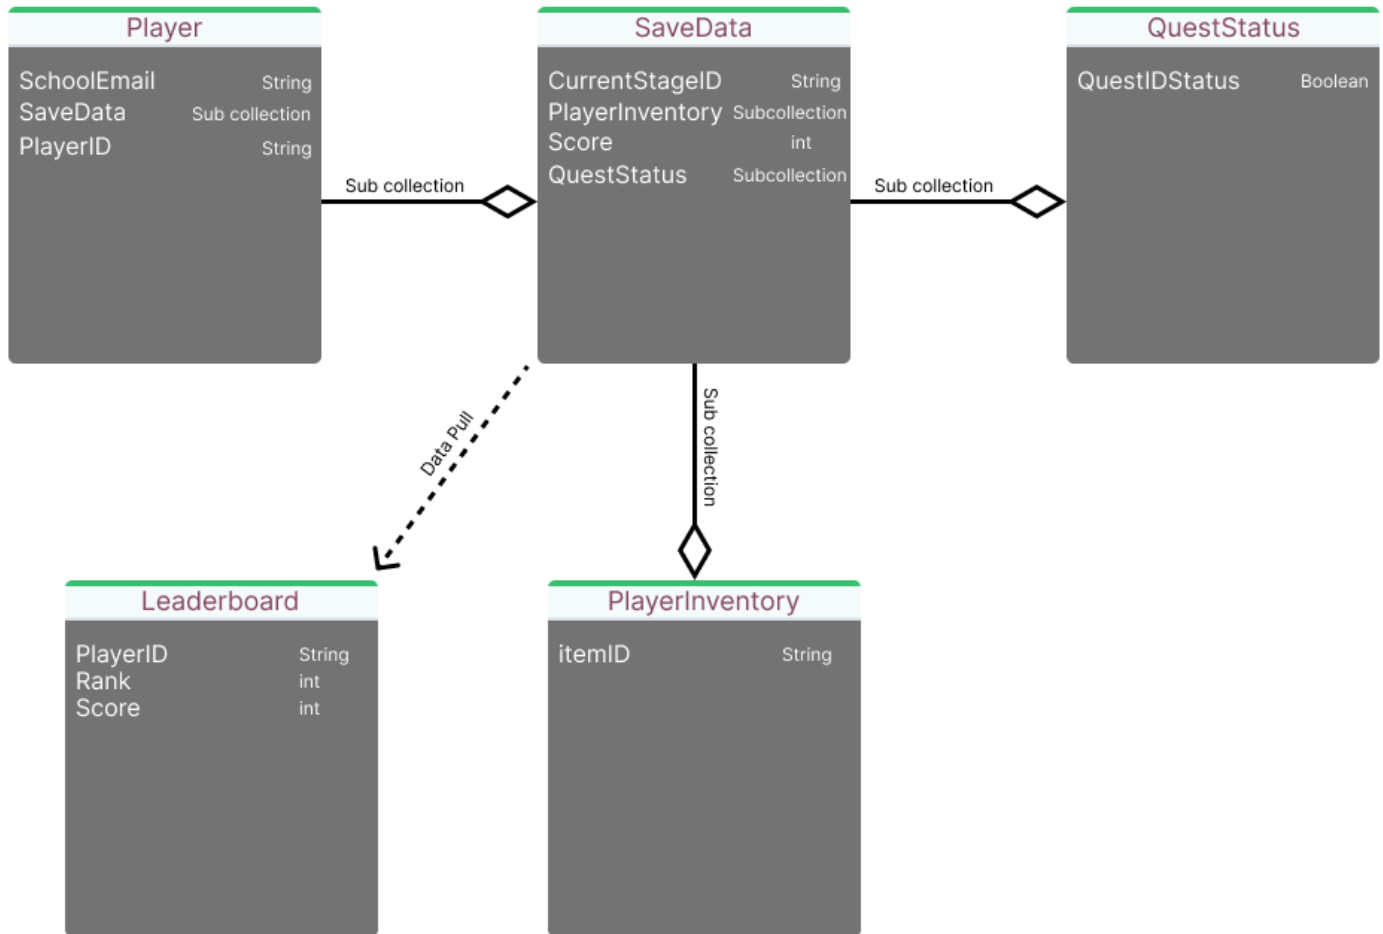 Player
SchoolEmail String
SaveData Sub collection
PlayerID String
Sub collection
SaveData
CurrentStageID String
PlayerInventory Subcollection
Score int
QuestStatus Subcollection
Sub collection
QuestStatus
QuestIDStatus Boolean
Data Pull
Sub collection
Leaderboard
PlayerID String
Rank int
Score int
PlayerInventory
itemID String